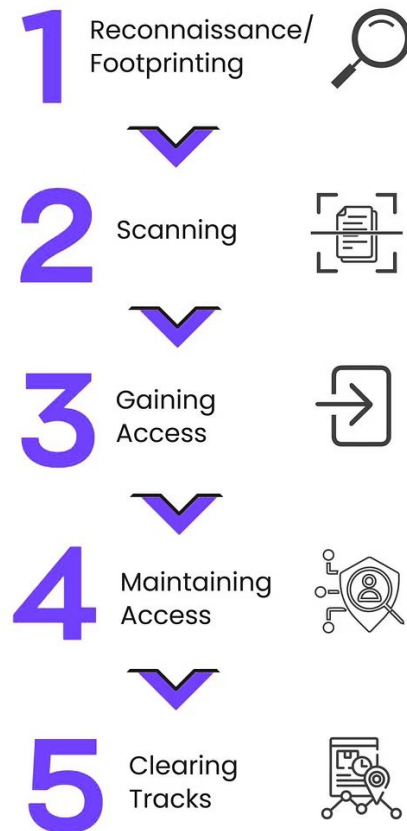 1
Reconnaissance/
Footprinting
2
Scanning
3
Gaining
Access
4
Maintaining
Access
5
Clearing
Tracks